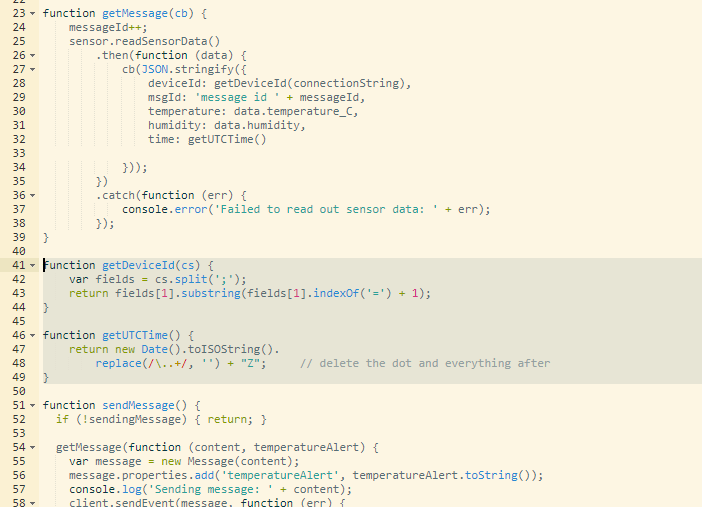 22
23 function getMessage(cb) {
24     messageId++;
25     sensor.readSensorData()
26         .then(function (data) {
27             cb(JSON.stringify({
28                 deviceId: getDeviceId(connectionString),
29                 msgId: 'message id ' + messageId,
30                 temperature: data.temperature_C,
31                 humidity: data.humidity,
32                 time: getUTCTime()
33
34             }));
35         })
36         .catch(function (err) {
37             console.error('Failed to read out sensor data: ' + err);
38         });
39 }
40
41 function getDeviceId(cs) {
42     var fields = cs.split(';');
43     return fields[1].substring(fields[1].indexOf('=') + 1);
44 }
45
46 function getUTCTime() {
47     return new Date().toISOString().
48         replace(/\..+/, '') + "Z";     // delete the dot and everything after
49 }
50
51 function sendMessage() {
52   if (!sendingMessage) { return; }
53
54   getMessage(function (content, temperatureAlert) {
55     var message = new Message(content);
56     message.properties.add('temperatureAlert', temperatureAlert.toString());
57     console.log('Sending message: ' + content);
58     client.sendEvent(message, function (err) {